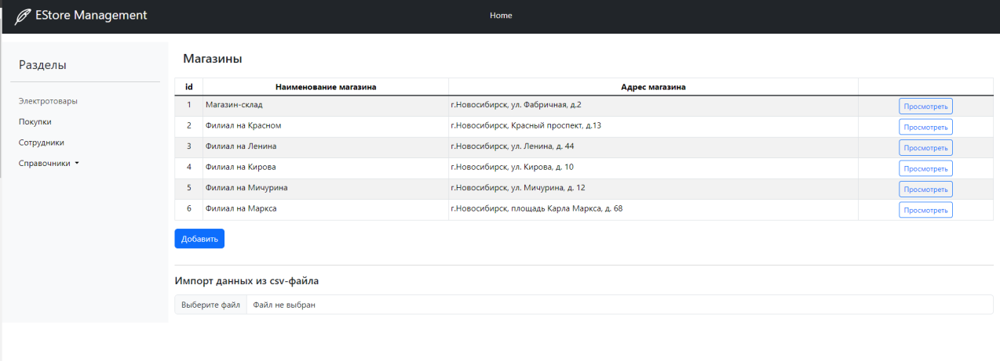 EStore Management
Home
Разделы
Электротовары
Покупки
Сотрудники
Справочники
Магазины
id Наименование магазина Адрес магазина
1 Магазин-склад г.Новосибирск, ул. Фабричная, д.2 Просмотреть
2 Филиал на Красном г.Новосибирск, Красный проспект, д.13 Просмотреть
3 Филиал на Ленина г.Новосибирск, ул. Ленина, д. 44 Просмотреть
4 Филиал на Кирова г.Новосибирск, ул. Кирова, д. 10 Просмотреть
5 Филиал на Мичурина г.Новосибирск, ул. Мичурина, д. 12 Просмотреть
6 Филиал на Маркса г.Новосибирск, площадь Карла Маркса, д. 68 Просмотреть
Добавить
Импорт данных из csv-файла
Выберите файл Файл не выбран